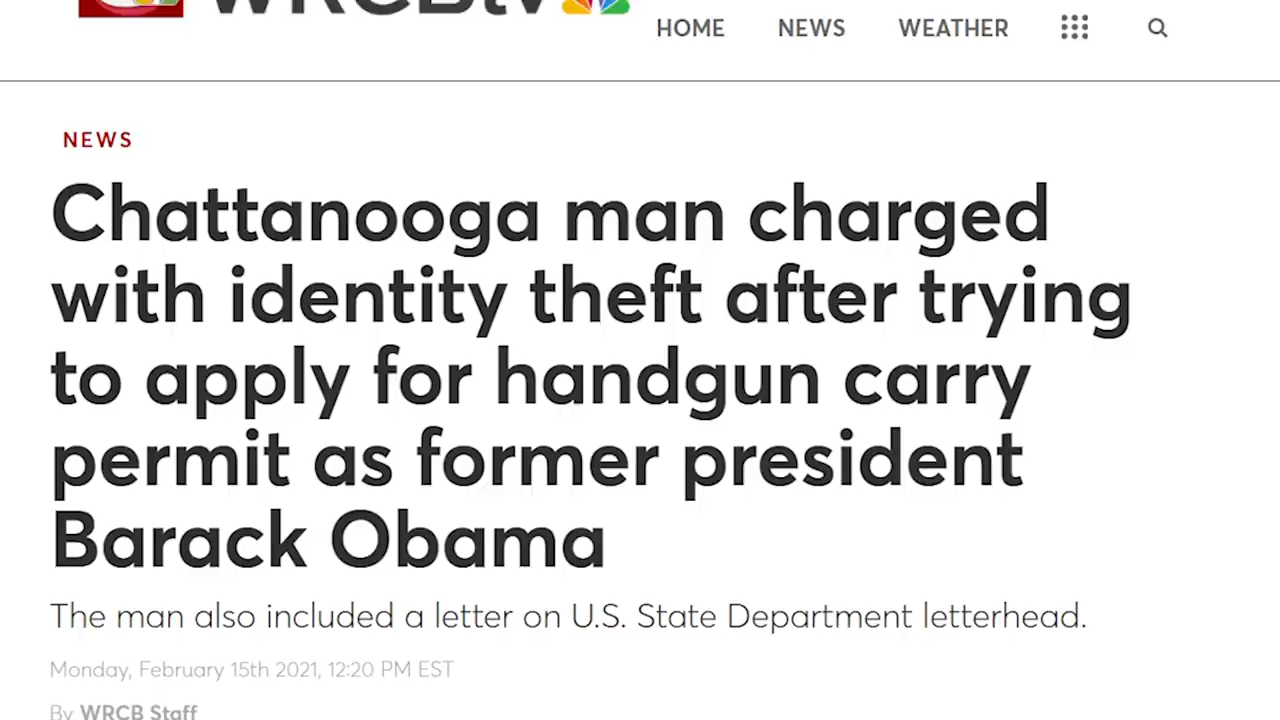 WRCBtv
HOME NEWS WEATHER
NEWS
Chattanooga man charged
with identity theft after trying
to apply for handgun carry
permit as former president
Barack Obama
The man also included a letter on U.S. State Department letterhead.
Monday, February 15th 2021, 12:20 PM EST
By WRCB Staff